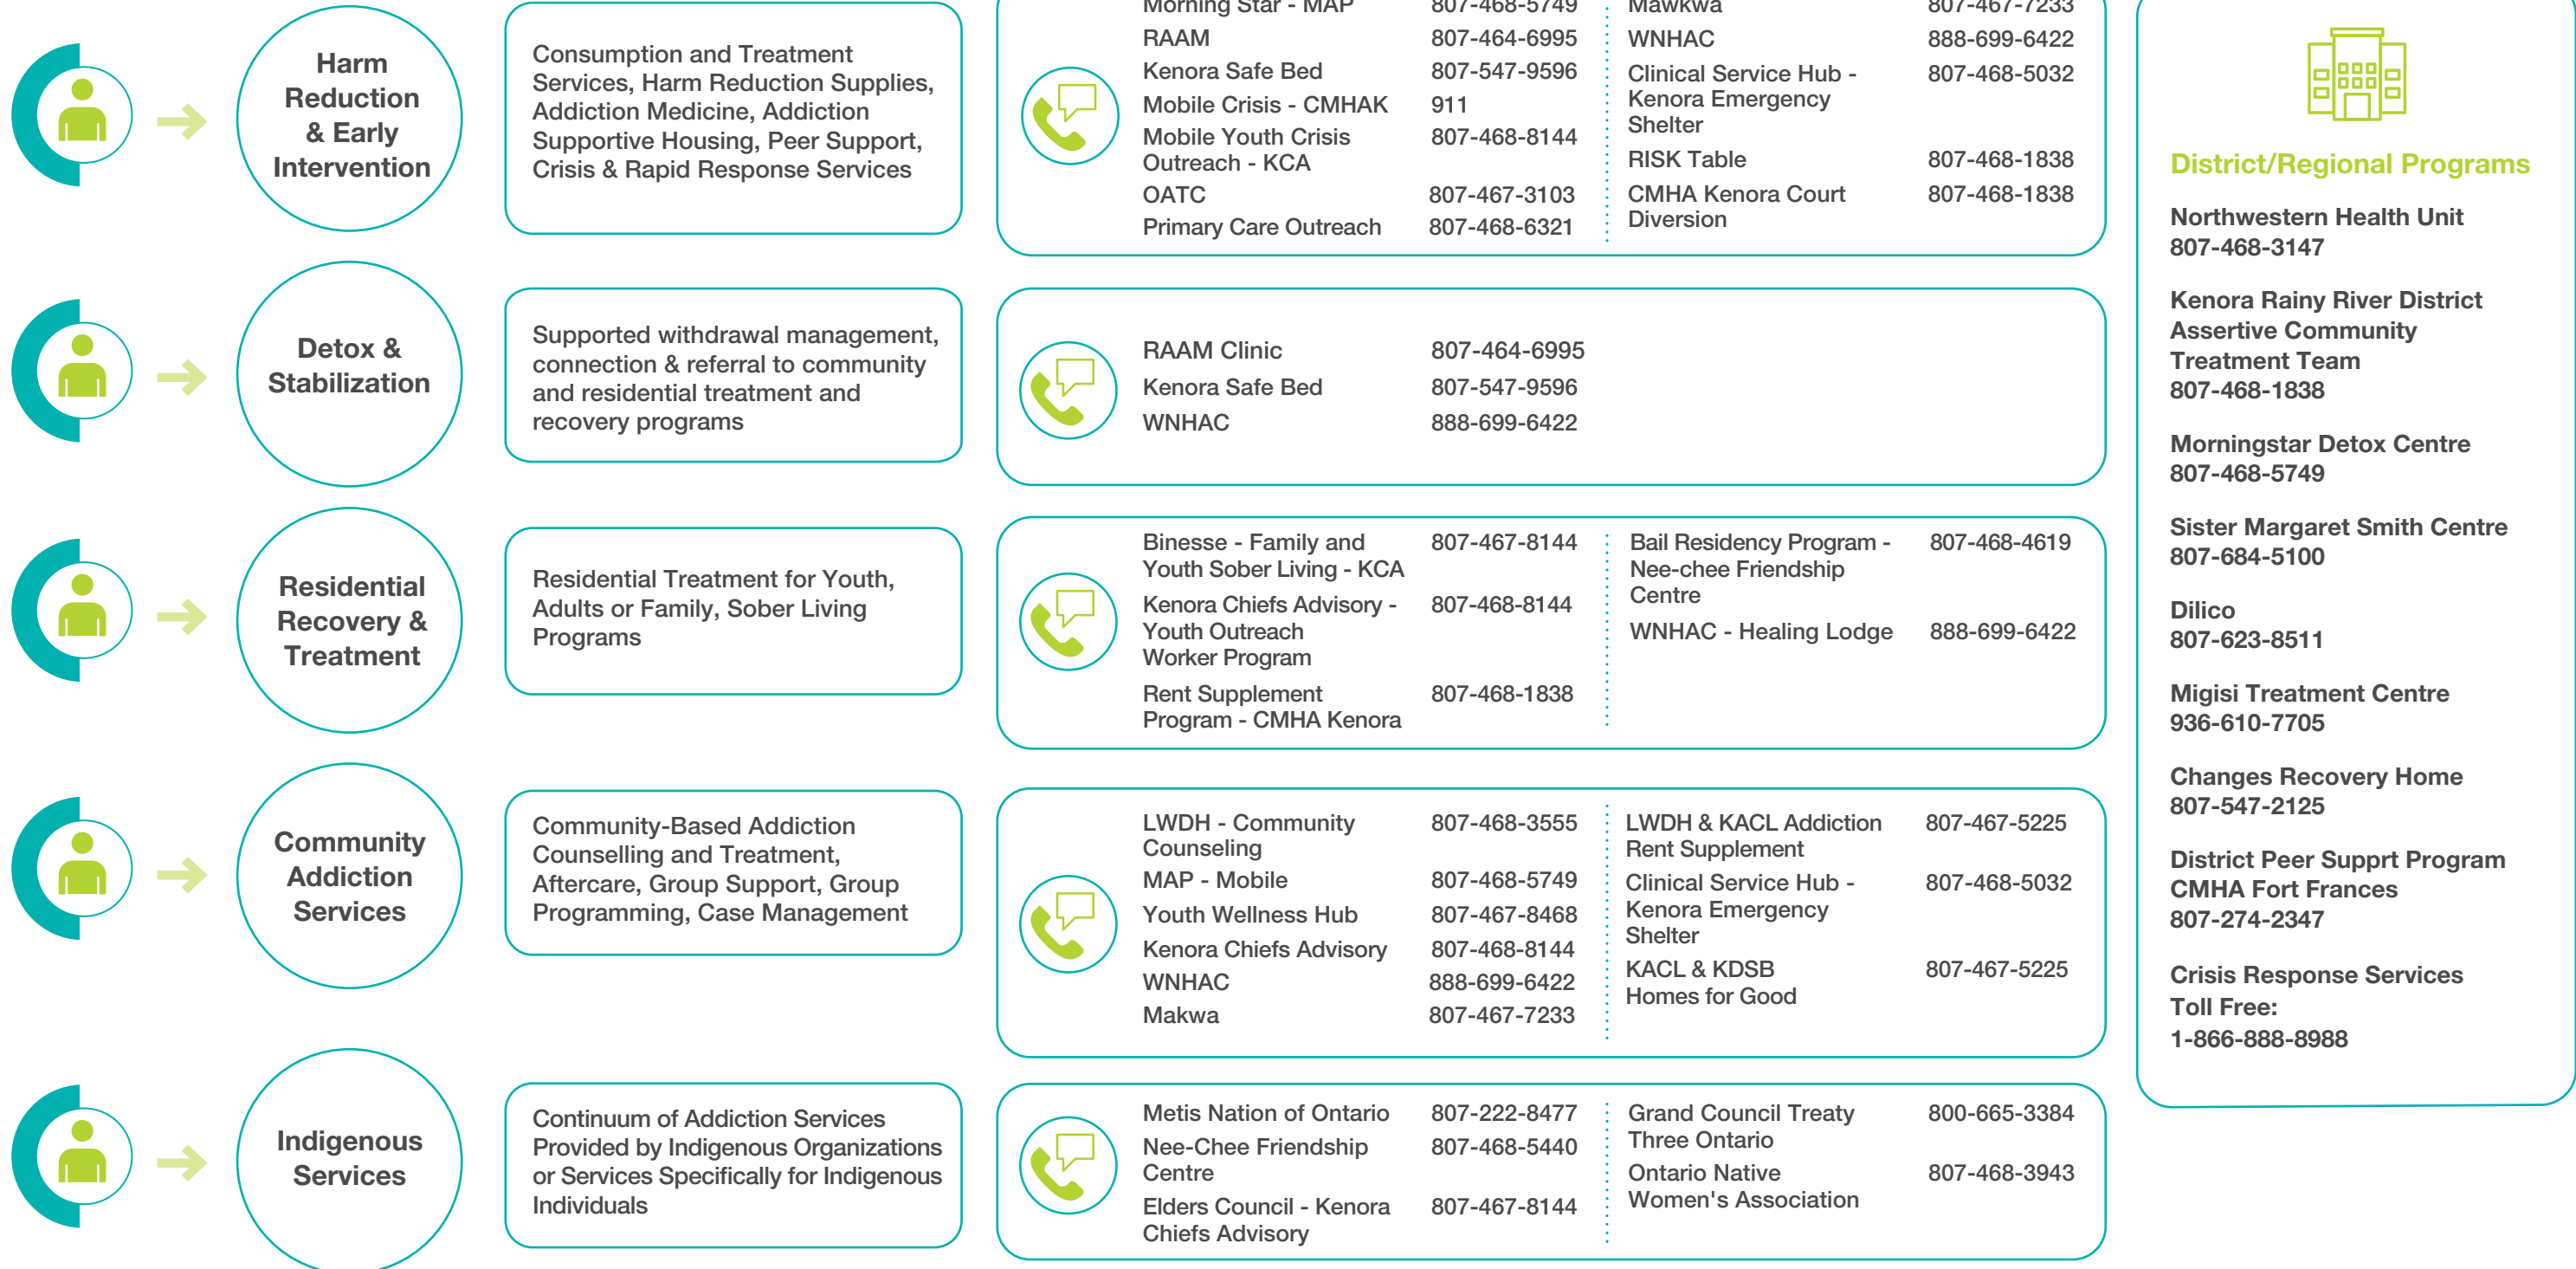 Harm
Reduction
& Early
Intervention
Consumption and Treatment
Services, Harm Reduction Supplies,
Addiction Medicine, Addiction
Supportive Housing, Peer Support,
Crisis & Rapid Response Services
Morning Star - MAP 807-468-5749
RAAM 807-464-6995
Kenora Safe Bed 807-547-9596
Mobile Crisis - CMHAK 911
Mobile Youth Crisis 807-468-8144
Outreach - KCA
OATC 807-467-3103
Primary Care Outreach 807-468-6321
Mawkwa 807-467-7233
WNHAC 888-699-6422
Clinical Service Hub - 807-468-5032
Kenora Emergency
Shelter
RISK Table 807-468-1838
CMHA Kenora Court 807-468-1838
Diversion
Detox &
Stabilization
Supported withdrawal management,
connection & referral to community
and residential treatment and
recovery programs
RAAM Clinic 807-464-6995
Kenora Safe Bed 807-547-9596
WNHAC 888-699-6422
Residential
Recovery &
Treatment
Residential Treatment for Youth,
Adults or Family, Sober Living
Programs
Binesse - Family and 807-467-8144
Youth Sober Living - KCA
Kenora Chiefs Advisory - 807-468-8144
Youth Outreach
Worker Program
Rent Supplement 807-468-1838
Program - CMHA Kenora
Bail Residency Program - 807-468-4619
Nee-chee Friendship
Centre
WNHAC - Healing Lodge 888-699-6422
Community
Addiction
Services
Community-Based Addiction
Counselling and Treatment,
Aftercare, Group Support, Group
Programming, Case Management
LWDH - Community 807-468-3555
Counseling
MAP - Mobile 807-468-5749
Youth Wellness Hub 807-467-8468
Kenora Chiefs Advisory 807-468-8144
WNHAC 888-699-6422
Makwa 807-467-7233
LWDH & KACL Addiction 807-467-5225
Rent Supplement
Clinical Service Hub - 807-468-5032
Kenora Emergency
Shelter
KACL & KDSB 807-467-5225
Homes for Good
Indigenous
Services
Continuum of Addiction Services
Provided by Indigenous Organizations
or Services Specifically for Indigenous
Individuals
Metis Nation of Ontario 807-222-8477
Nee-Chee Friendship 807-468-5440
Centre
Elders Council - Kenora 807-467-8144
Chiefs Advisory
Grand Council Treaty 800-665-3384
Three Ontario
Ontario Native 807-468-3943
Women's Association
District/Regional Programs
Northwestern Health Unit
807-468-3147
Kenora Rainy River District
Assertive Community
Treatment Team
807-468-1838
Morningstar Detox Centre
807-468-5749
Sister Margaret Smith Centre
807-684-5100
Dilico
807-623-8511
Migisi Treatment Centre
936-610-7705
Changes Recovery Home
807-547-2125
District Peer Supprt Program
CMHA Fort Frances
807-274-2347
Crisis Response Services
Toll Free:
1-866-888-8988